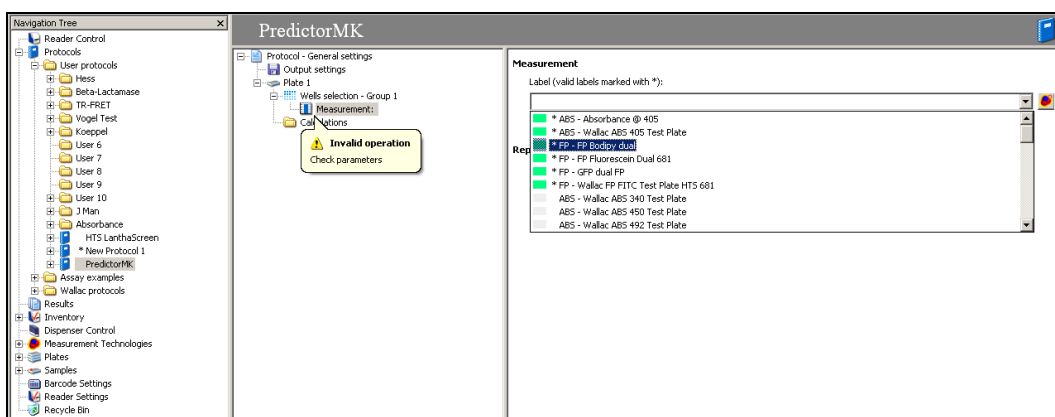 Navigation Tree
Reader Control
Protocols
User protocols
Hess
Beta-Lactamase
TR-FRET
Vogel Test
Koeppel
User 6
User 7
User 8
User 9
User 10
J Man
Absorbance
HTS LanthaScreen
* New Protocol 1
PredictorMK
Assay examples
Wallac protocols
Results
Inventory
Dispenser Control
Measurement Technologies
Plates
Samples
Barcode Settings
Reader Settings
Recycle Bin
PredictorMK
Protocol - General settings
Output settings
Plate 1
Wells selection - Group 1
Measurement:
Calculations
Invalid operation
Check parameters
Measurement
Label (valid labels marked with *):
* ABS - Absorbance @ 405
* ABS - Wallac ABS 405 Test Plate
* FP - FP Bodipy dual
Rep
* FP - FP Fluorescein Dual 681
* FP - GFP dual FP
* FP - Wallac FP FITC Test Plate HTS 681
ABS - Wallac ABS 340 Test Plate
ABS - Wallac ABS 450 Test Plate
ABS - Wallac ABS 492 Test Plate